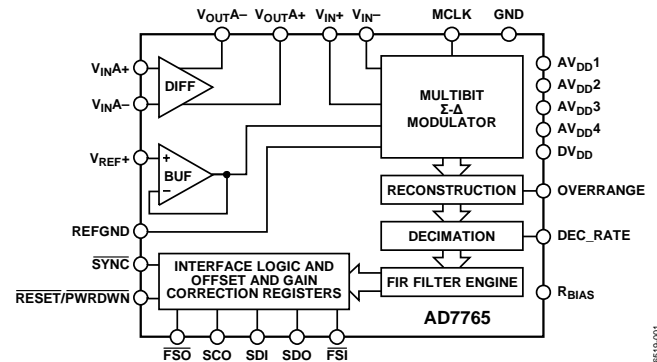 VOUTA– VOUTA+ VIN+ VIN– MCLK GND
VINA+
DIFF
VINA–
MULTIBIT
Σ-Δ
MODULATOR
AVDD1
AVDD2
AVDD3
AVDD4
DVDD
VREF+
+
BUF
–
RECONSTRUCTION
OVERRANGE
REFGND
DECIMATION
DEC_RATE
SYNC
INTERFACE LOGIC AND
OFFSET AND GAIN
CORRECTION REGISTERS
FIR FILTER ENGINE
RESET/PWRDWN
RBIAS
AD7765
FSO SCO SDI SDO FSI